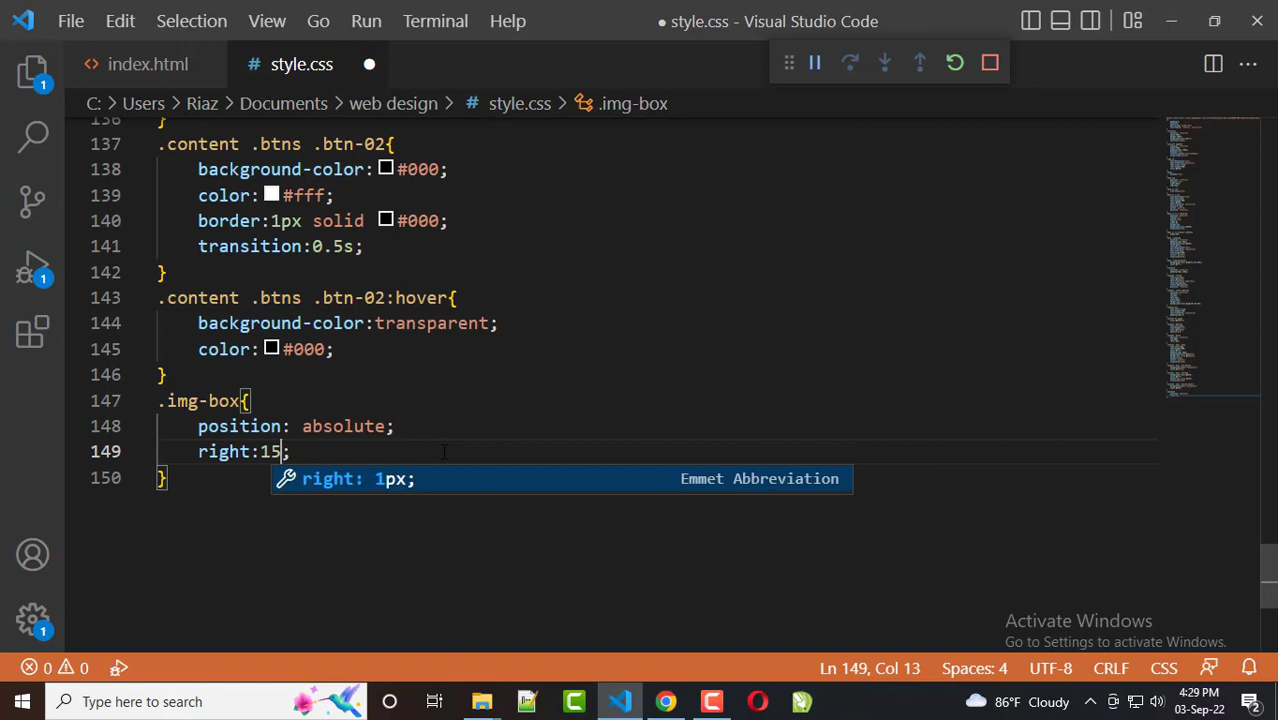 File Edit Selection View Go Run Terminal Help ● style.css - Visual Studio Code
<> index.html # style.css ●
C: > Users > Riaz > Documents > web design > # style.css > .img-box
136 }
137 .content .btns .btn-02{
138 background-color: #000;
139 color: #fff;
140 border:1px solid #000;
141 transition:0.5s;
142 }
143 .content .btns .btn-02:hover{
144 background-color:transparent;
145 color: #000;
146 }
147 .img-box{
148 position: absolute;
149 right:15;
right: 1px; Emmet Abbreviation
150 }
1
1
1
Activate Windows
Go to Settings to activate Windows.
0 0 Ln 149, Col 13 Spaces: 4 UTF-8 CRLF CSS
Type here to search 86°F Cloudy 4:29 PM
03-Sep-22 2